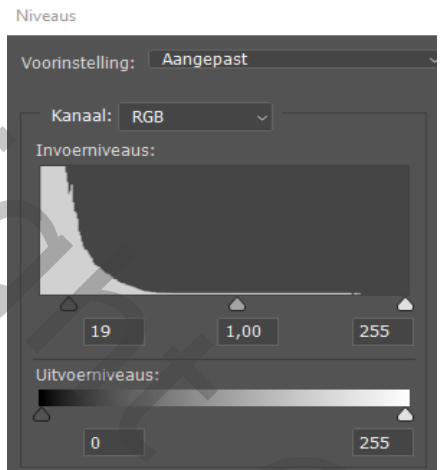 Niveaus
Voorinstelling: Aangepast
Kanaal: RGB
Invoerniveaus:
19 1,00 255
Uitvoerniveaus:
0 255